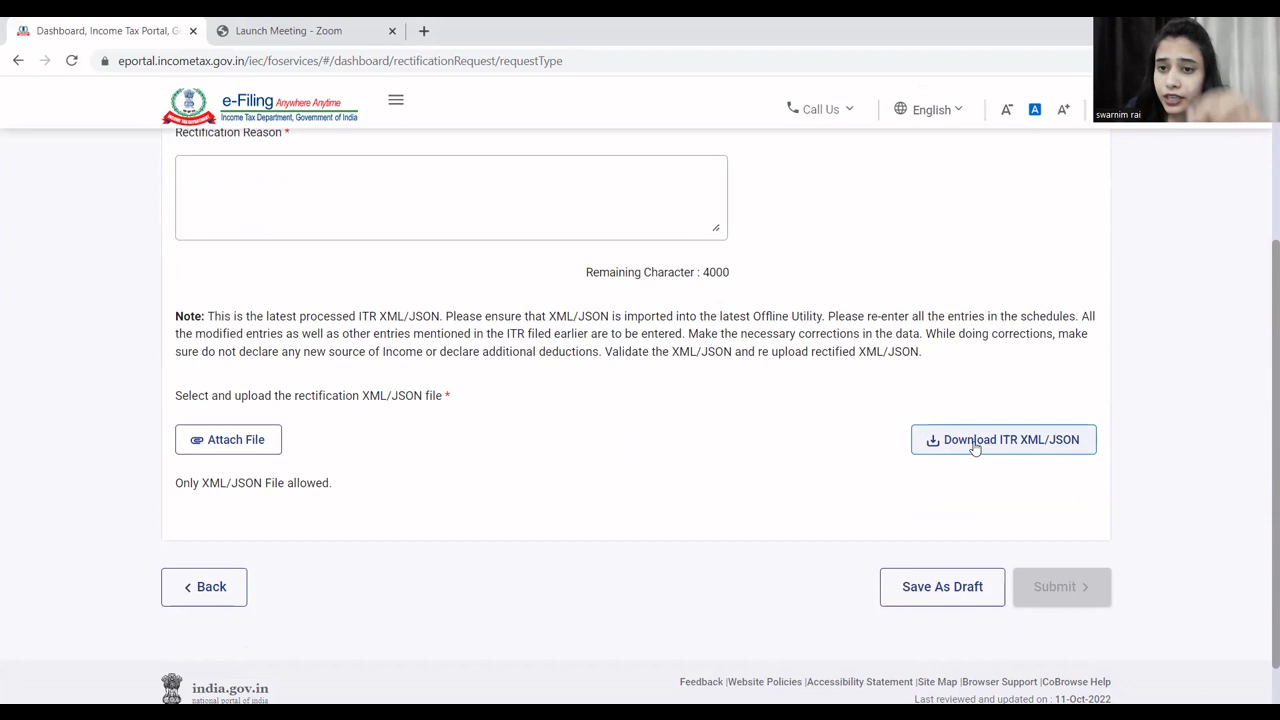 Dashboard, Income Tax Portal, G
Launch Meeting - Zoom
eportal.incometax.gov.in/iec/foservices/#/dashboard/rectificationRequest/requestType
swarnim rai
e-Filing Anywhere Anytime
Income Tax Department, Government of India
Call Us
English
A-
A
A+
Rectification Reason *
Remaining Character : 4000
Note: This is the latest processed ITR XML/JSON. Please ensure that XML/JSON is imported into the latest Offline Utility. Please re-enter all the entries in the schedules. All
the modified entries as well as other entries mentioned in the ITR filed earlier are to be entered. Make the necessary corrections in the data. While doing corrections, make
sure do not declare any new source of Income or declare additional deductions. Validate the XML/JSON and re upload rectified XML/JSON.
Select and upload the rectification XML/JSON file *
Attach File
Download ITR XML/JSON
Only XML/JSON File allowed.
< Back
Save As Draft
Submit >
india.gov.in
national portal of india
Feedback |Website Policies |Accessibility Statement |Site Map |Browser Support |CoBrowse Help
Last reviewed and updated on : 11-Oct-2022